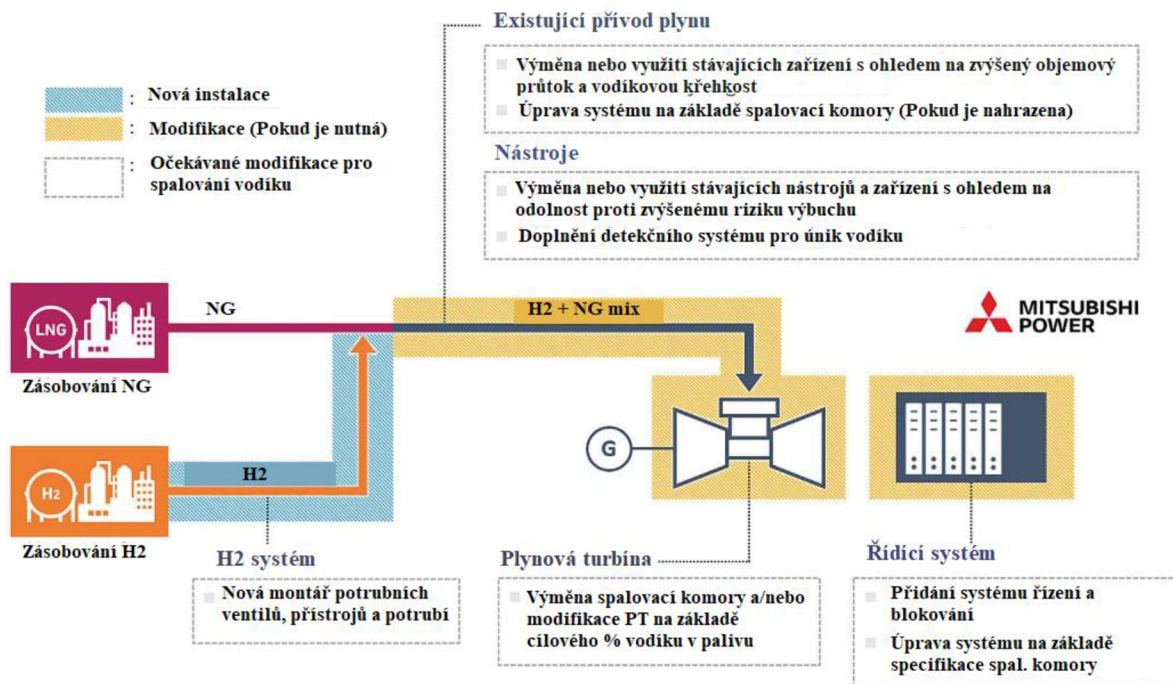 Existující přívod plynu
Výměna nebo využití stávajících zařízení s ohledem na zvýšený objemový
průtok a vodíkovou křehkost
Úprava systému na základě spalovací komory (Pokud je nahrazena)
: Nová instalace
: Modifikace (Pokud je nutná)
: Očekávané modifikace pro
spalování vodíku
Nástroje
Výměna nebo využití stávajících nástrojů a zařízení s ohledem na
odolnost proti zvýšenému riziku výbuchu
Doplnění detekčního systému pro únik vodíku
LNG
NG
H2 + NG mix
MITSUBISHI
POWER
Zásobování NG
G
H2
H2
Zásobování H2
H2 systém
Nová montář potrubních
ventilů, přístrojů a potrubí
Plynová turbína
Výměna spalovací komory a/nebo
modifikace PT na základě
cílového % vodíku v palivu
Řídící systém
Přidání systému řízení a
blokování
Úprava systému na základě
specifikace spal. komory